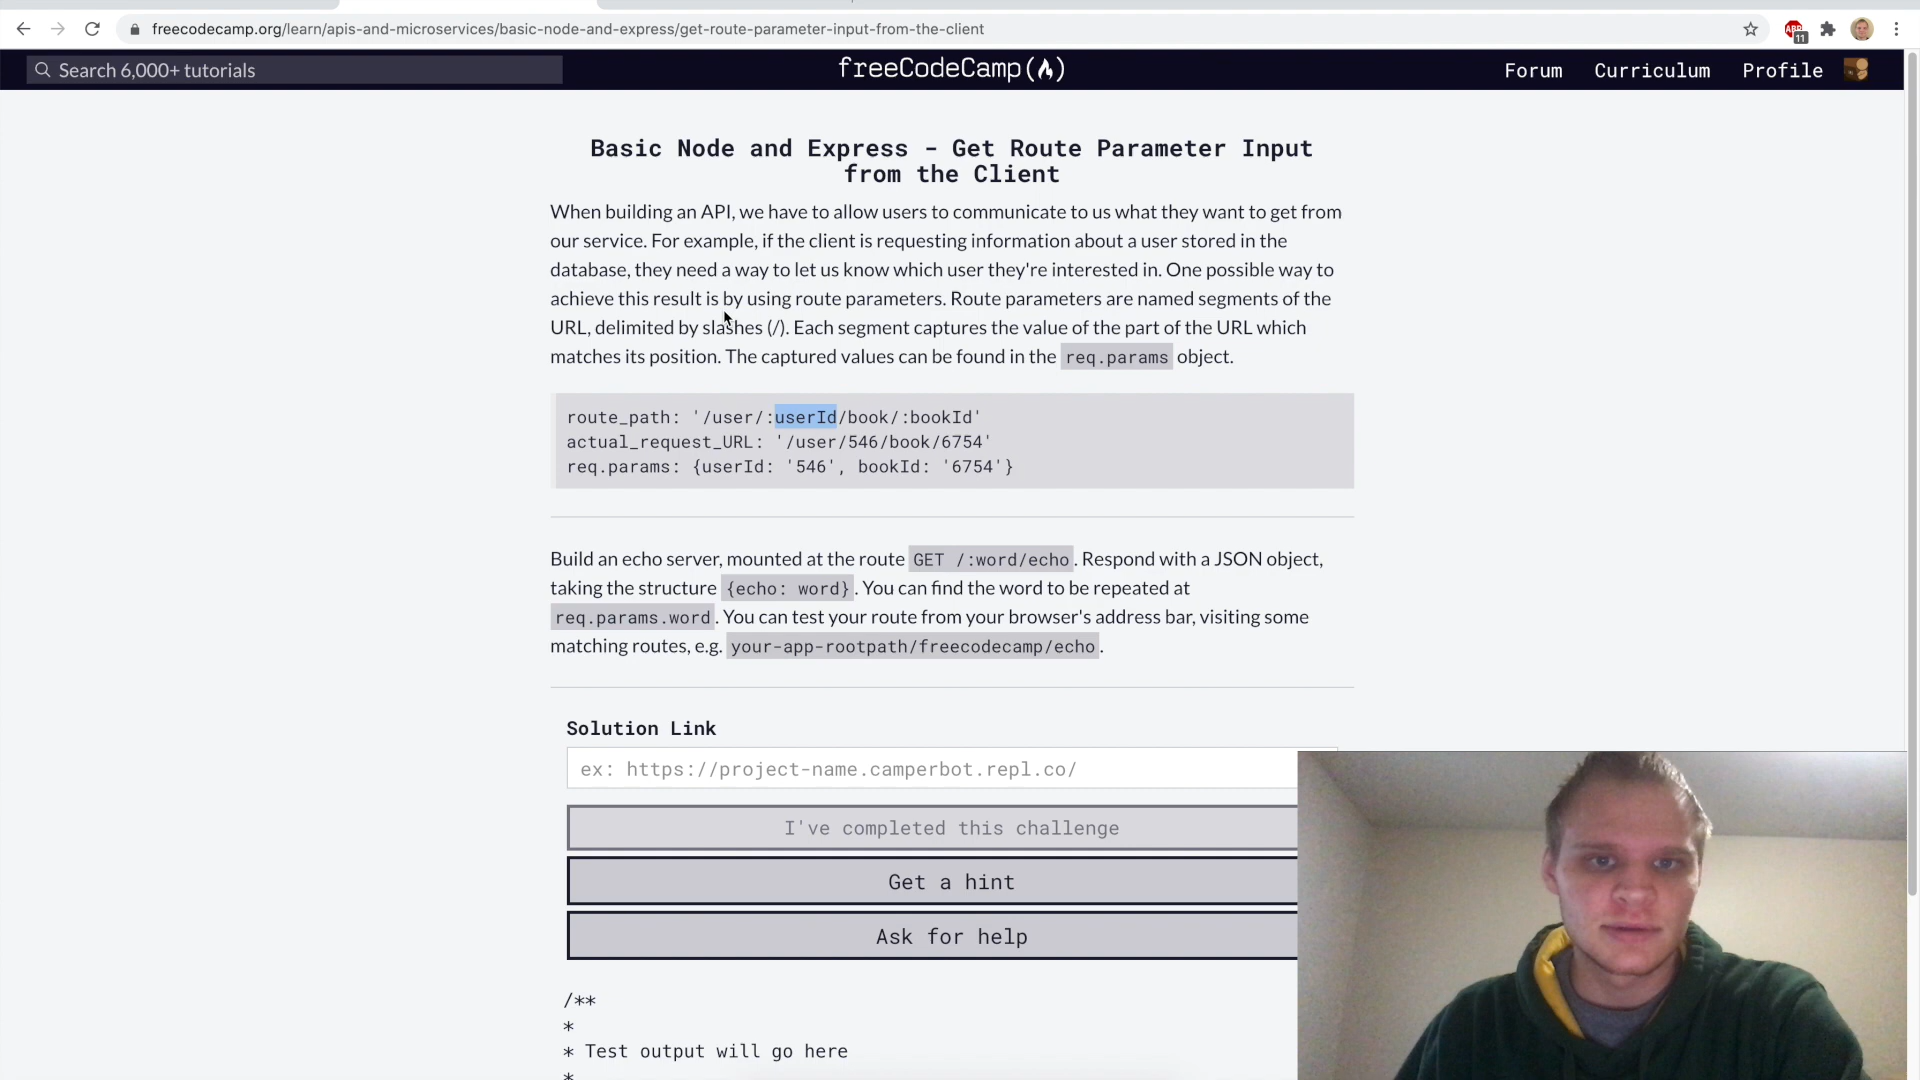 freecodecamp.org/learn/apis-and-microservices/basic-node-and-express/get-route-parameter-input-from-the-client
ABP
11
Search 6,000+ tutorials
freeCodeCamp
Forum
Curriculum
Profile
Basic Node and Express - Get Route Parameter Input
from the Client
When building an API, we have to allow users to communicate to us what they want to get from
our service. For example, if the client is requesting information about a user stored in the
database, they need a way to let us know which user they're interested in. One possible way to
achieve this result is by using route parameters. Route parameters are named segments of the
URL, delimited by slashes (/). Each segment captures the value of the part of the URL which
matches its position. The captured values can be found in the req.params object.
route_path: '/user/:userId/book/:bookId'
actual_request_URL: '/user/546/book/6754'
req.params: {userId: '546', bookId: '6754'}
Build an echo server, mounted at the route GET /:word/echo. Respond with a JSON object,
taking the structure {echo: word}. You can find the word to be repeated at
req.params.word. You can test your route from your browser's address bar, visiting some
matching routes, e.g. your-app-rootpath/freecodecamp/echo.
Solution Link
ex: https://project-name.camperbot.repl.co/
I've completed this challenge
Get a hint
Ask for help
/**
*
* Test output will go here
*